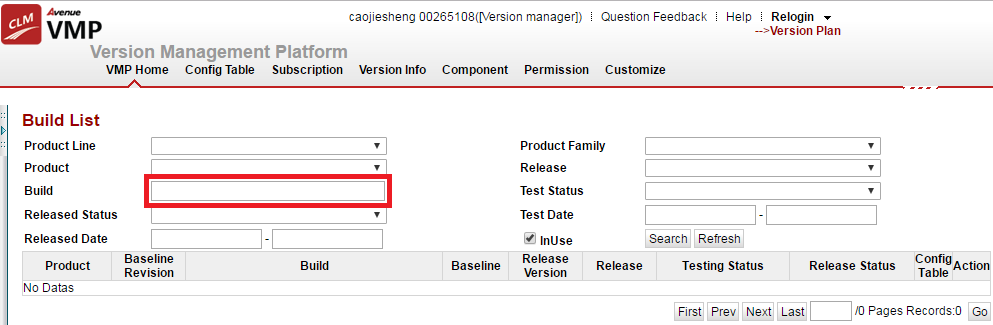 caojiesheng 00265108([Version manager]) Question Feedback Help Relogin
CLM Avenue VMP
-->Version Plan
Version Management Platform
VMP Home Config Table Subscription Version Info Component Permission Customize
Build List
Product Line Product Family
Product Release
Build Test Status
Released Status Test Date -
Released Date - InUse Search Refresh
Product Baseline Revision Build Baseline Release Version Release Testing Status Release Status Config Table Action
No Datas
First Prev Next Last /0 Pages Records:0 Go